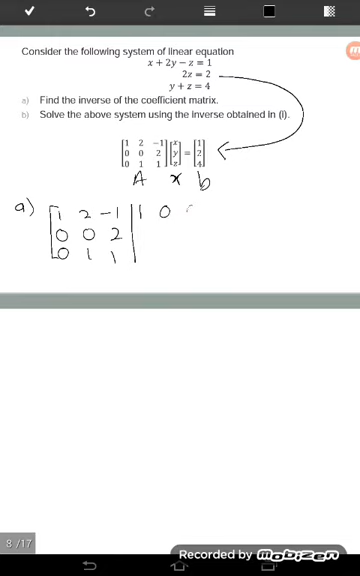 Consider the following system of linear equation
x + 2y − z = 1
2z = 2
y + z = 4
a) Find the inverse of the coefficient matrix.
b) Solve the above system using the inverse obtained in (i).
[1 2 −1] [x] = [1]
[0 0 2] [y] [2]
[0 1 1] [z] [4]
A x b
a) [1 2 −1 | 1 0
0 0 2
0 1 1
8 /17
Recorded by mobizen